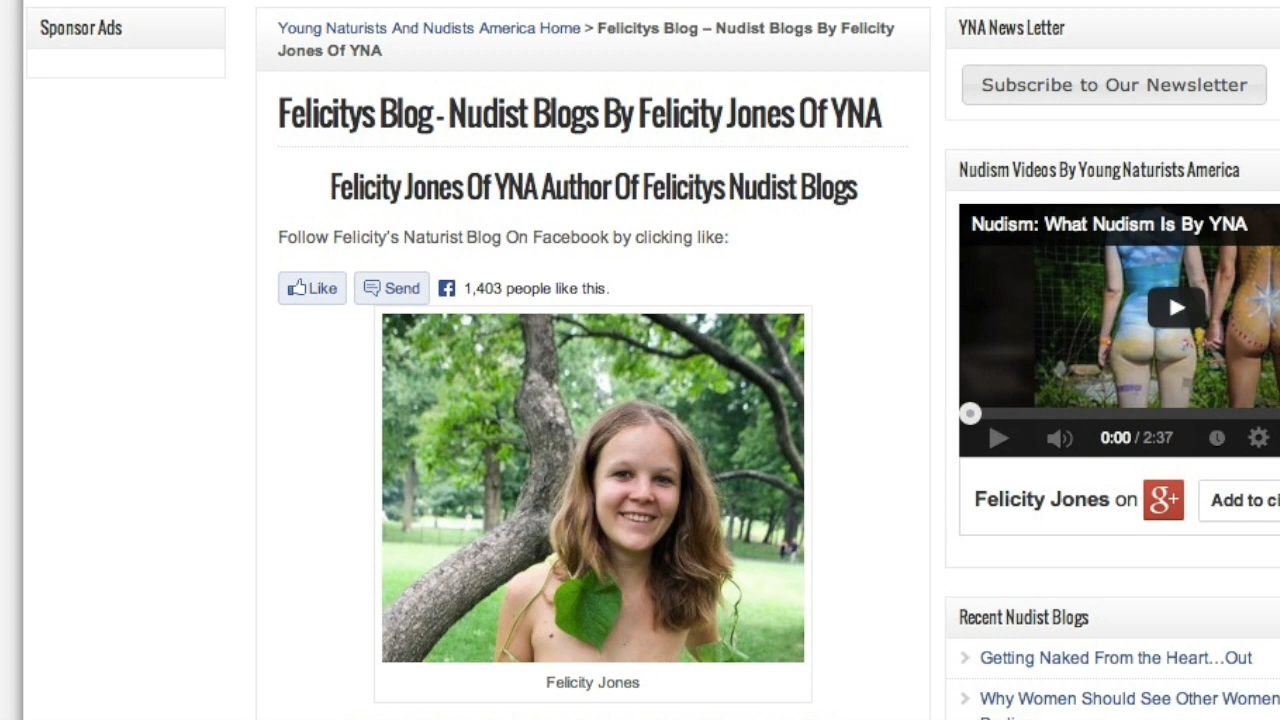 Sponsor Ads
Young Naturists And Nudists America Home > Felicitys Blog – Nudist Blogs By Felicity
Jones Of YNA
Felicitys Blog - Nudist Blogs By Felicity Jones Of YNA
Felicity Jones Of YNA Author Of Felicitys Nudist Blogs
Follow Felicity's Naturist Blog On Facebook by clicking like:
Like
Send
1,403 people like this.
Felicity Jones
YNA News Letter
Subscribe to Our Newsletter
Nudism Videos By Young Naturists America
Nudism: What Nudism Is By YNA
0:00 / 2:37
Felicity Jones on g+
Add to ci
Recent Nudist Blogs
Getting Naked From the Heart...Out
Why Women Should See Other Women